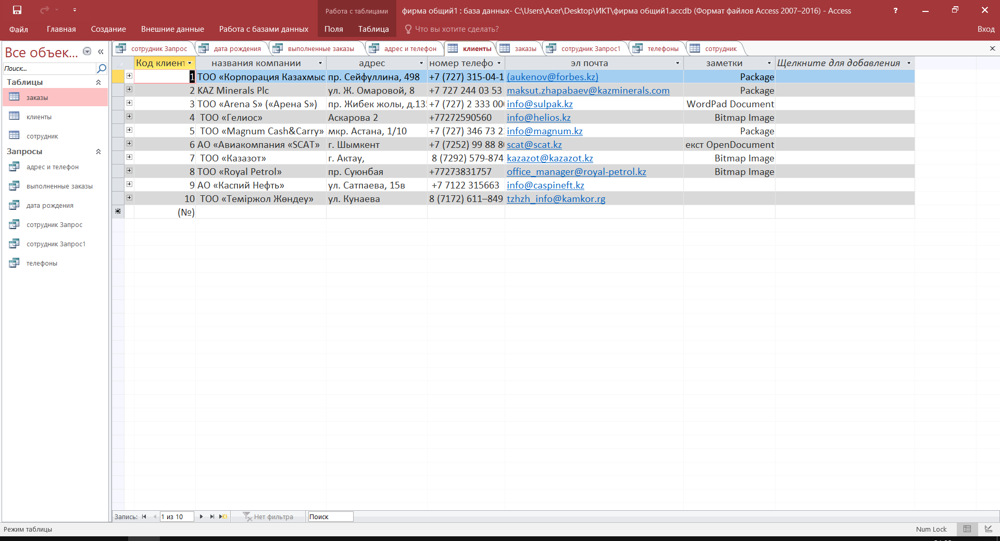 Работа с таблицами
фирма общий1 : база данных- C:\Users\Acer\Desktop\ИКТ\фирма общий1.accdb (Формат файлов Access 2007–2016) - Access
?
Файл Главная Создание Внешние данные Работа с базами данных Поля Таблица Что вы хотите сделать? Вход
Все объек... «
сотрудник Запрос дата рождения выполненные заказы адрес и телефон клиенты заказы сотрудник Запрос1 телефоны сотрудник
Поиск...
Таблицы
заказы
клиенты
сотрудник
Запросы
адрес и телефон
выполненные заказы
дата рождения
сотрудник Запрос
сотрудник Запрос1
телефоны
Код клиент названия компании адрес номер телефо эл почта заметки Щелкните для добавления
1 ТОО «Корпорация Казахмыс пр. Сейфуллина, 498 +7 (727) 315-04-1 (aukenov@forbes.kz) Package
2 KAZ Minerals Plc ул. Ж. Омаровой, 8 +7 727 244 03 53 maksut.zhapabaev@kazminerals.com Package
3 ТОО «Arena S» («Арена S») пр. Жибек жолы, д.135 +7 (727) 2 333 000 info@sulpak.kz WordPad Document
4 ТОО «Гелиос» Аскарова 2 +77272590560 info@helios.kz Bitmap Image
5 ТОО «Magnum Cash&Carry» мкр. Астана, 1/10 +7 (727) 346 73 2 info@magnum.kz Package
6 АО «Авиакомпания «SCAT» г. Шымкент +7 (7252) 99 88 80 scat@scat.kz екст OpenDocument
7 ТОО «Казазот» г. Актау, 8 (7292) 579-874 kazazot@kazazot.kz Bitmap Image
8 ТОО «Royal Petrol» пр. Суюнбая +77273831757 office_manager@royal-petrol.kz Bitmap Image
9 АО «Каспий Нефть» ул. Сатпаева, 15в +7 7122 315663 info@caspineft.kz
10 ТОО «Теміржол Жөндеу» ул. Кунаева 8 (7172) 611–849 tzhzh_info@kamkor.rg
(№)
Запись: 1 из 10 Нет фильтра Поиск
Режим таблицы Num Lock